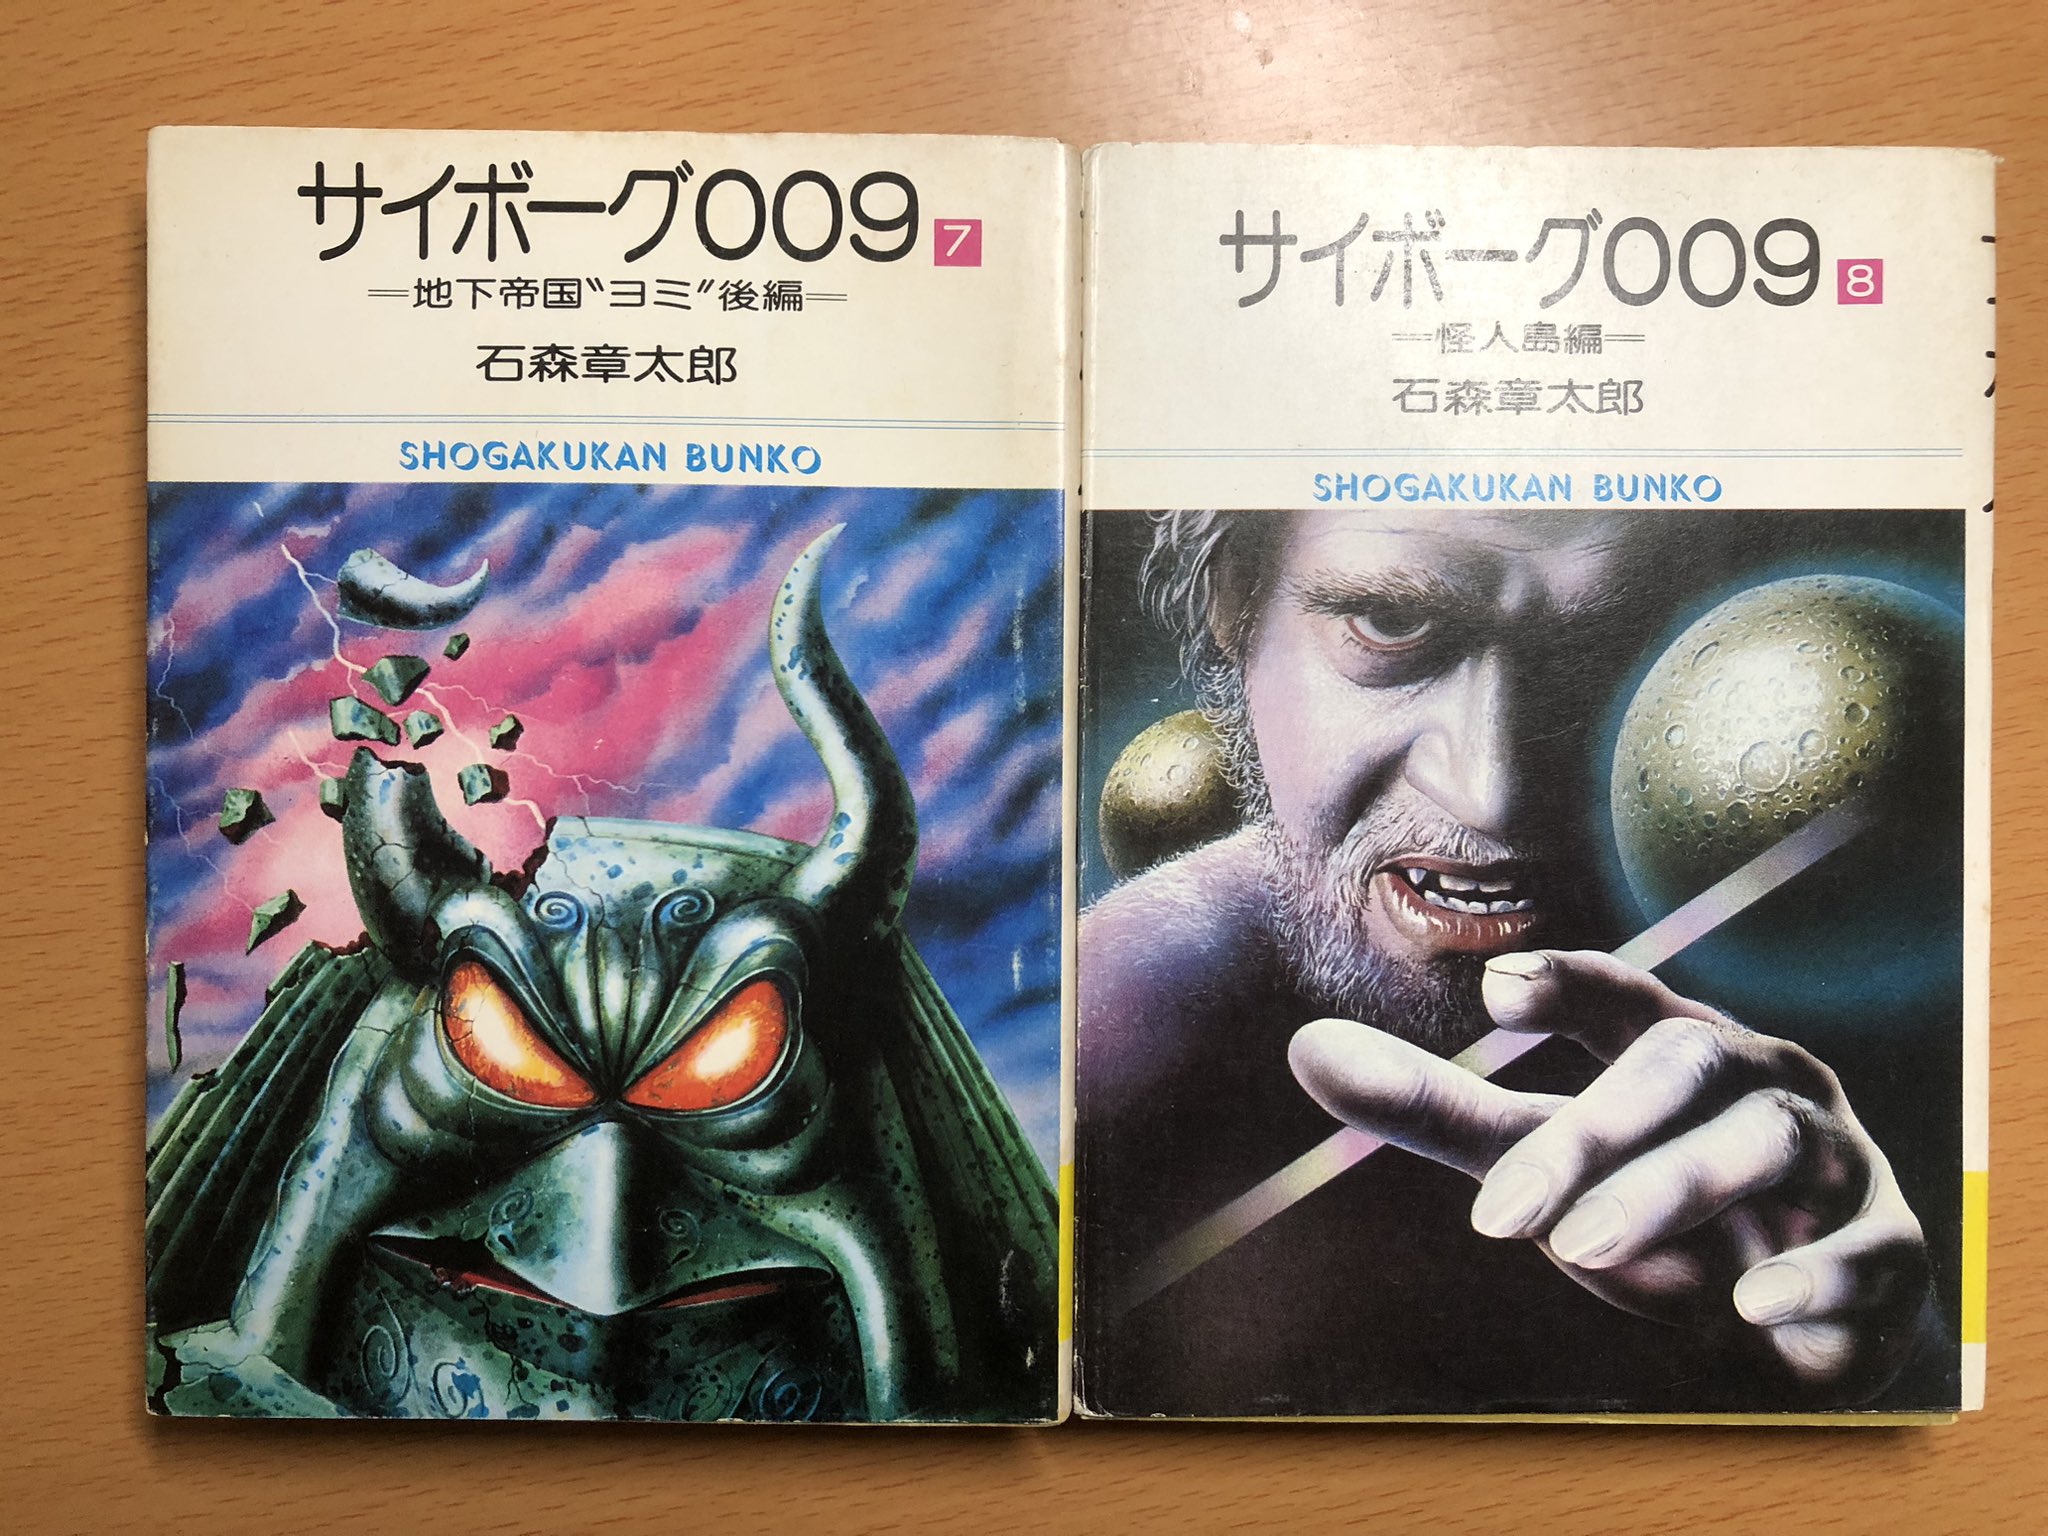 サイボーグ009 7
＝地下帝国〝ヨミ〟後編＝
石森章太郎
SHOGAKUKAN BUNKO
サイボーグ009 8
＝怪人島編＝
石森章太郎
SHOGAKUKAN BUNKO